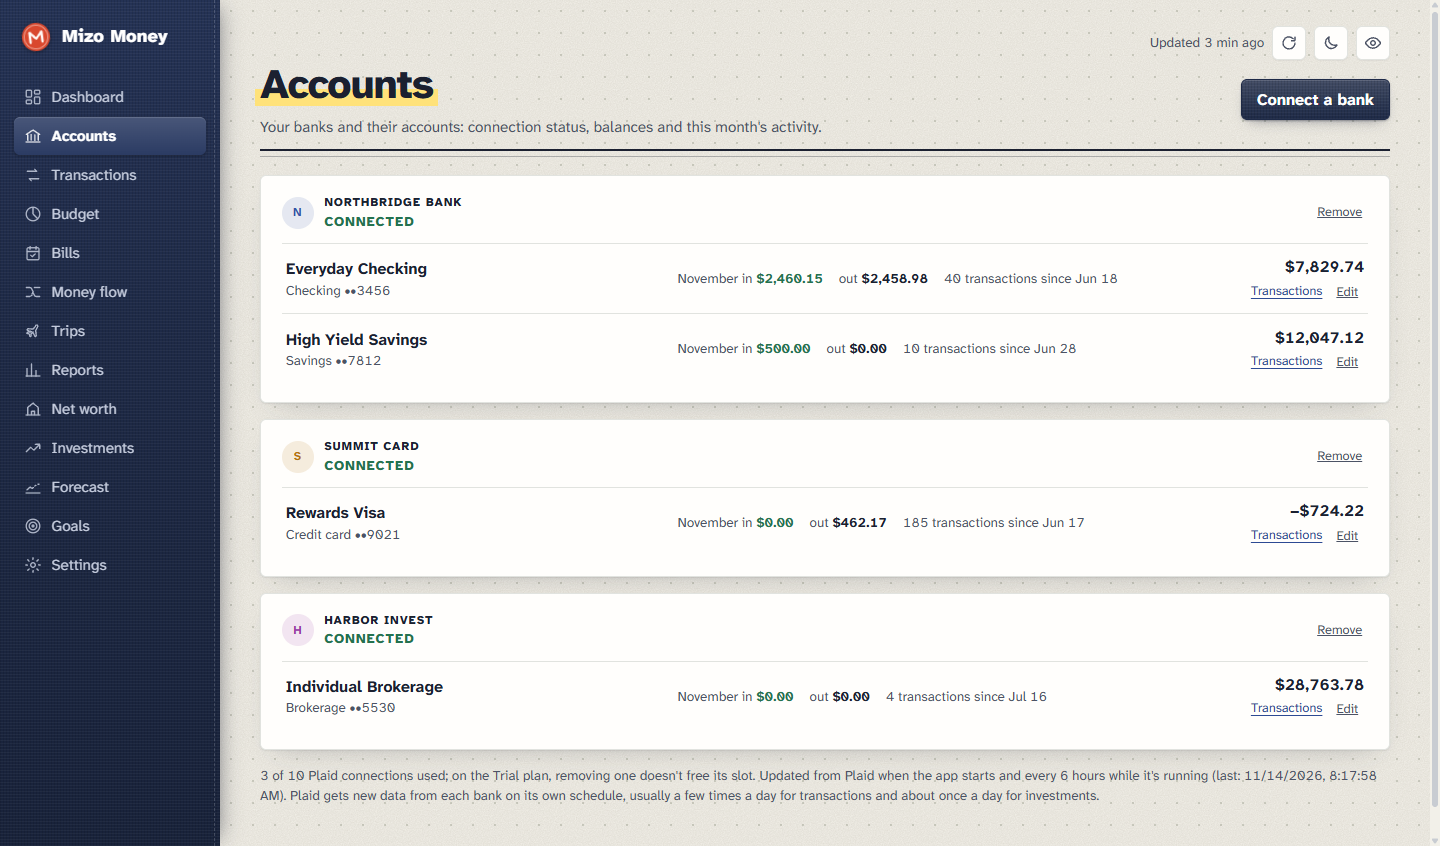 Mizo Money
Dashboard
Accounts
Transactions
Budget
Bills
Money flow
Trips
Reports
Net worth
Investments
Forecast
Goals
Settings
Updated 3 min ago
Accounts
Connect a bank
Your banks and their accounts: connection status, balances and this month's activity.
N
NORTHBRIDGE BANK
CONNECTED
Remove
Everyday Checking
Checking ••3456
November in $2,460.15 out $2,458.98 40 transactions since Jun 18
$7,829.74
Transactions Edit
High Yield Savings
Savings ••7812
November in $500.00 out $0.00 10 transactions since Jun 28
$12,047.12
Transactions Edit
S
SUMMIT CARD
CONNECTED
Remove
Rewards Visa
Credit card ••9021
November in $0.00 out $462.17 185 transactions since Jun 17
–$724.22
Transactions Edit
H
HARBOR INVEST
CONNECTED
Remove
Individual Brokerage
Brokerage ••5530
November in $0.00 out $0.00 4 transactions since Jul 16
$28,763.78
Transactions Edit
3 of 10 Plaid connections used; on the Trial plan, removing one doesn't free its slot. Updated from Plaid when the app starts and every 6 hours while it's running (last: 11/14/2026, 8:17:58
AM). Plaid gets new data from each bank on its own schedule, usually a few times a day for transactions and about once a day for investments.